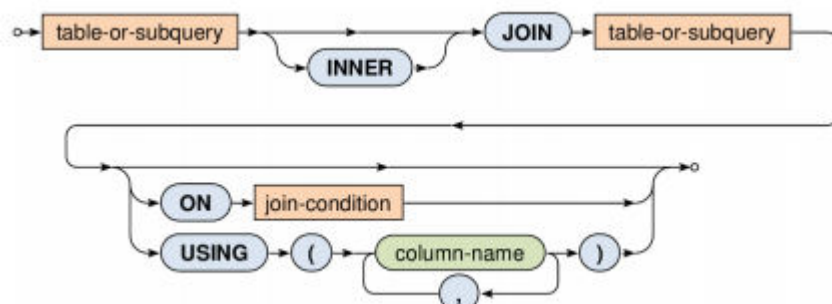 table-or-subquery INNER JOIN table-or-subquery
ON join-condition
USING ( column-name )
,